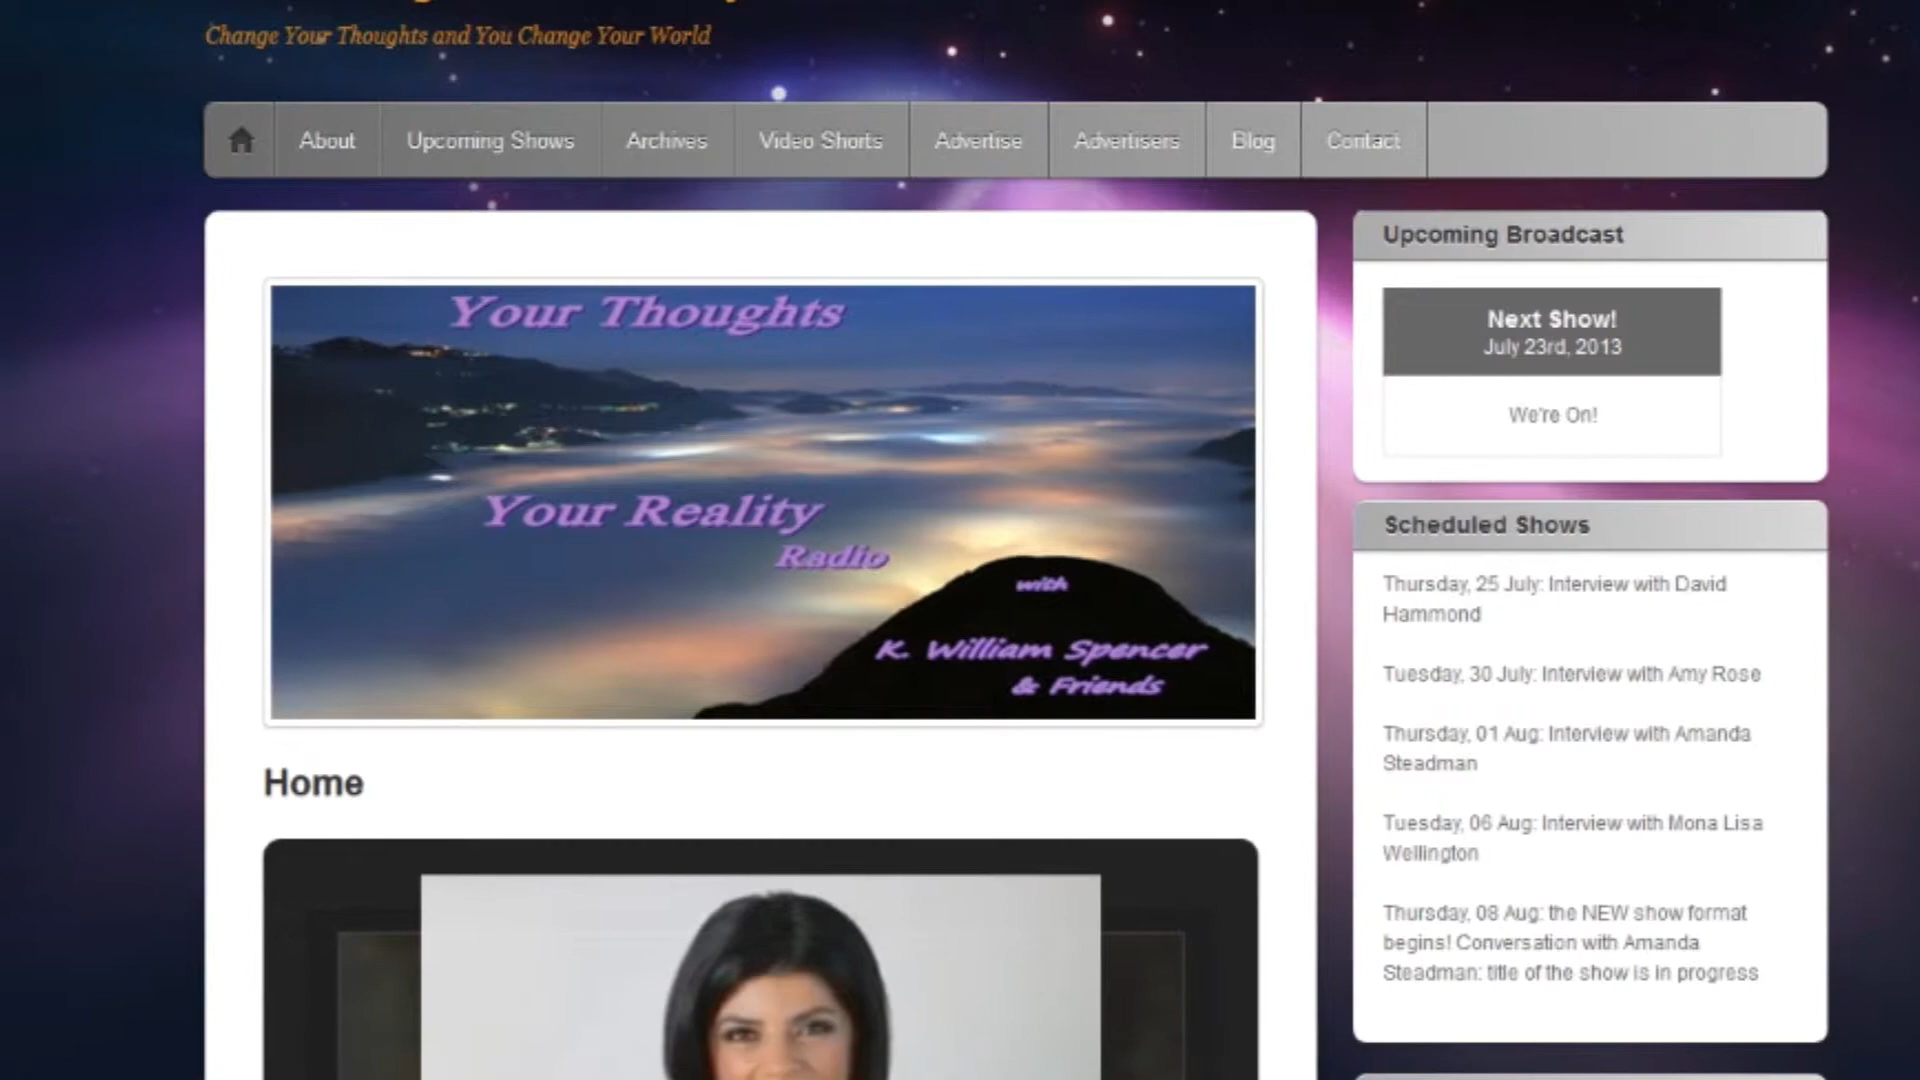 Change Your Thoughts and You Change Your World
About
Upcoming Shows
Archives
Video Shorts
Advertise
Advertisers
Blog
Contact
Your Thoughts
Your Reality
Radio
with
K. William Spencer
& Friends
Home
Upcoming Broadcast
Next Show!
July 23rd, 2013
We're On!
Scheduled Shows
Thursday, 25 July: Interview with David
Hammond
Tuesday, 30 July: Interview with Amy Rose
Thursday, 01 Aug: Interview with Amanda
Steadman
Tuesday, 06 Aug: Interview with Mona Lisa
Wellington
Thursday, 08 Aug: the NEW show format
begins! Conversation with Amanda
Steadman: title of the show is in progress